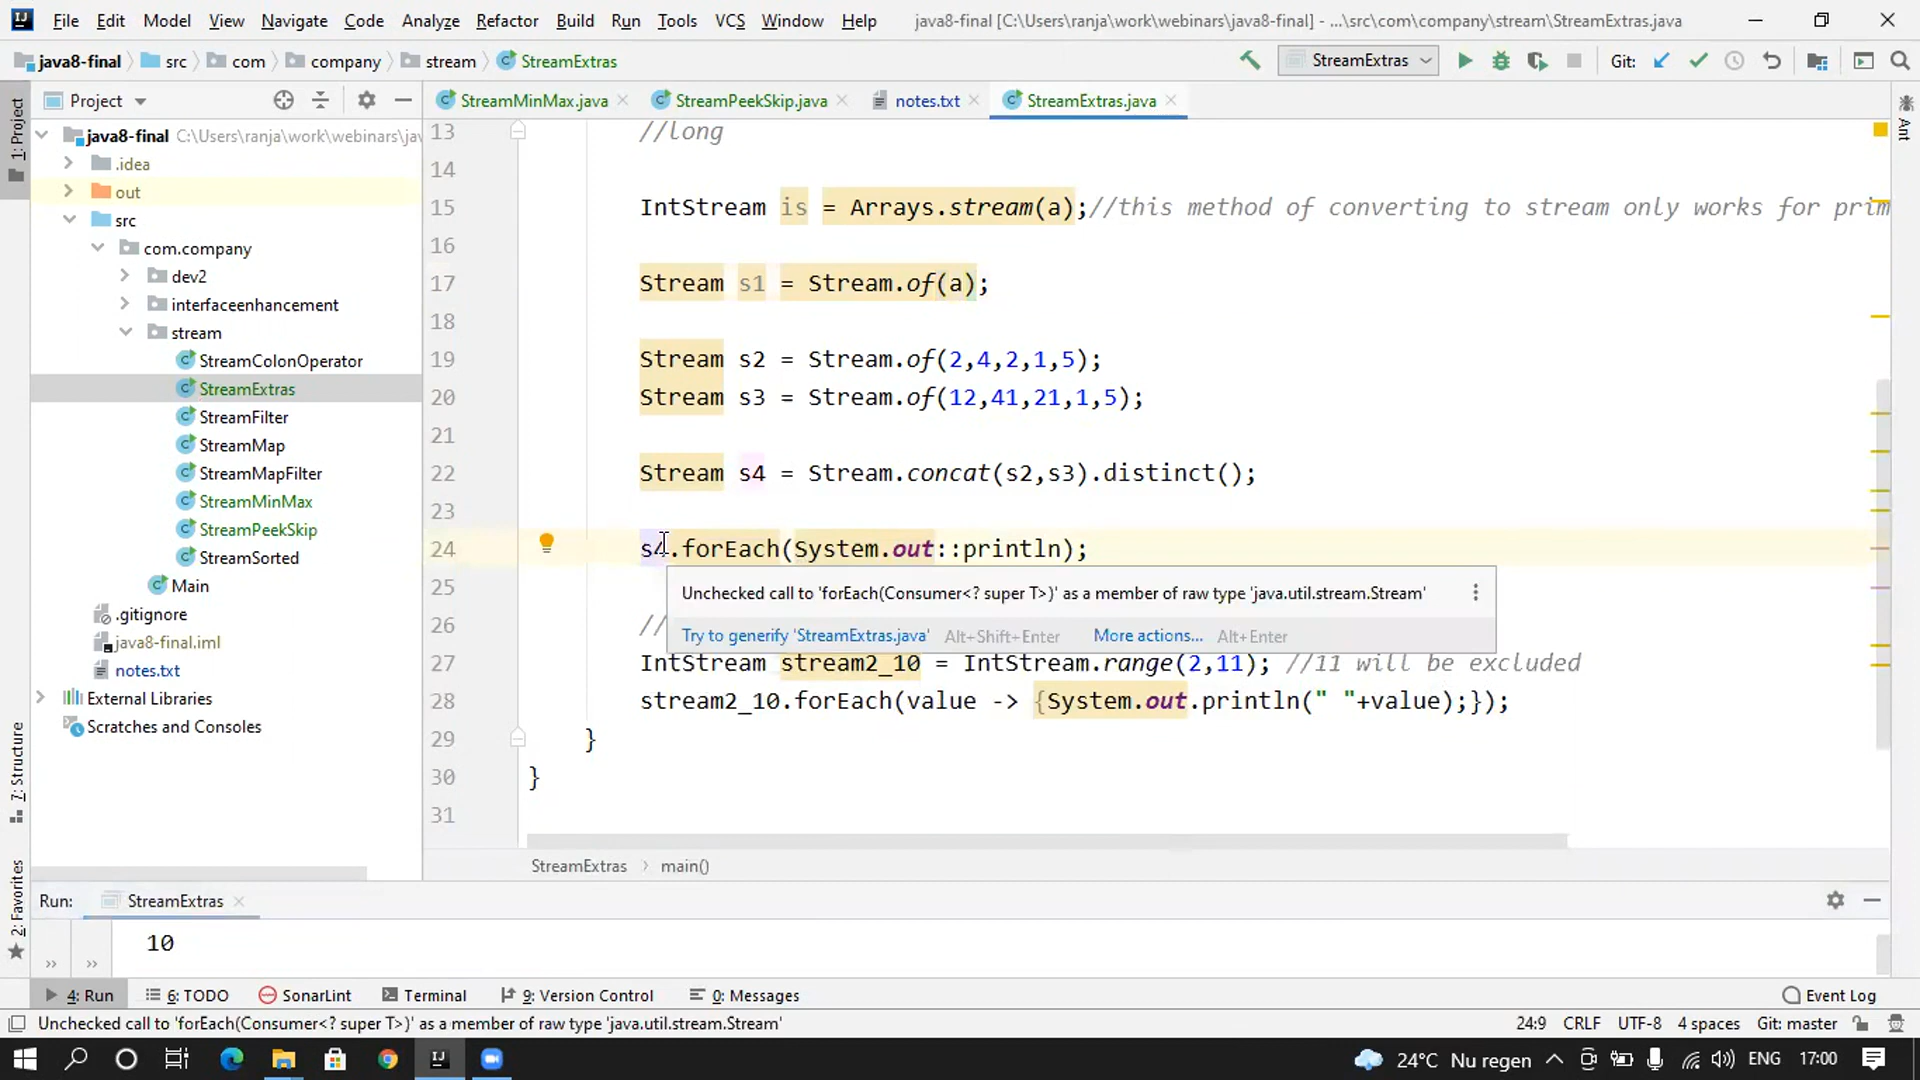 File Edit Model View Navigate Code Analyze Refactor Build Run Tools VCS Window Help java8-final [C:\Users\ranja\work\webinars\java8-final] - ...\src\com\company\stream\StreamExtras.java
java8-final src com company stream StreamExtras StreamExtras Git:
Project StreamMinMax.java StreamPeekSkip.java notes.txt StreamExtras.java
1: Project
Ant
java8-final C:\Users\ranja\work\webinars\jav
.idea
out
src
com.company
dev2
interfaceenhancement
stream
StreamColonOperator
StreamExtras
StreamFilter
StreamMap
StreamMapFilter
StreamMinMax
StreamPeekSkip
StreamSorted
Main
.gitignore
java8-final.iml
notes.txt
External Libraries
Scratches and Consoles
7: Structure
2: Favorites
13 //long
14
15 IntStream is = Arrays.stream(a);//this method of converting to stream only works for prim
16
17 Stream s1 = Stream.of(a);
18
19 Stream s2 = Stream.of(2,4,2,1,5);
20 Stream s3 = Stream.of(12,41,21,1,5);
21
22 Stream s4 = Stream.concat(s2,s3).distinct();
23
24 s4.forEach(System.out::println);
25
Unchecked call to 'forEach(Consumer<? super T>)' as a member of raw type 'java.util.stream.Stream'
26 //
Try to generify 'StreamExtras.java' Alt+Shift+Enter More actions... Alt+Enter
27 IntStream stream2_10 = IntStream.range(2,11); //11 will be excluded
28 stream2_10.forEach(value -> {System.out.println(" "+value);});
29 }
30 }
31
StreamExtras main()
Run: StreamExtras
10
4: Run 6: TODO SonarLint Terminal 9: Version Control 0: Messages Event Log
Unchecked call to 'forEach(Consumer<? super T>)' as a member of raw type 'java.util.stream.Stream' 24:9 CRLF UTF-8 4 spaces Git: master
24°C Nu regen ENG 17:00